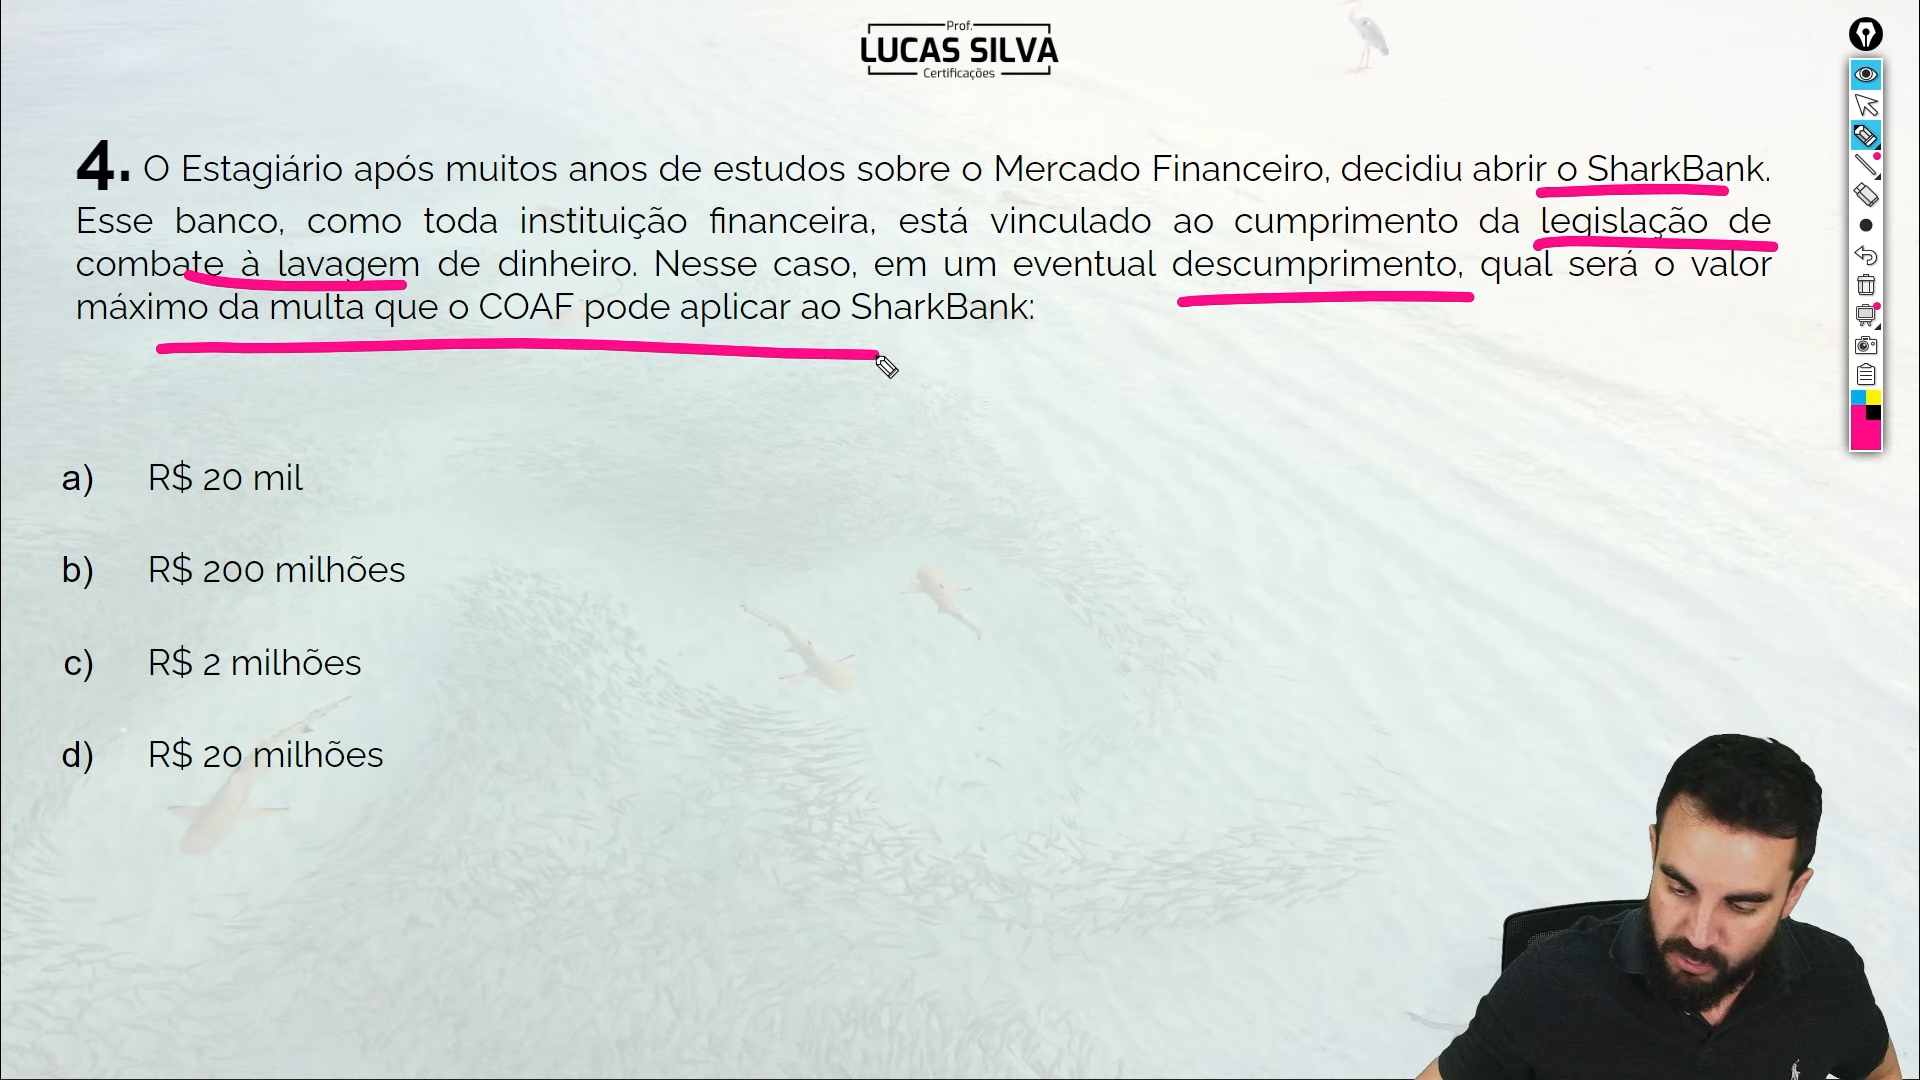 Prof.
LUCAS SILVA
Certificações
4. O Estagiário após muitos anos de estudos sobre o Mercado Financeiro, decidiu abrir o SharkBank.
Esse banco, como toda instituição financeira, está vinculado ao cumprimento da legislação de
combate à lavagem de dinheiro. Nesse caso, em um eventual descumprimento, qual será o valor
máximo da multa que o COAF pode aplicar ao SharkBank:
a) R$ 20 mil
b) R$ 200 milhões
c) R$ 2 milhões
d) R$ 20 milhões